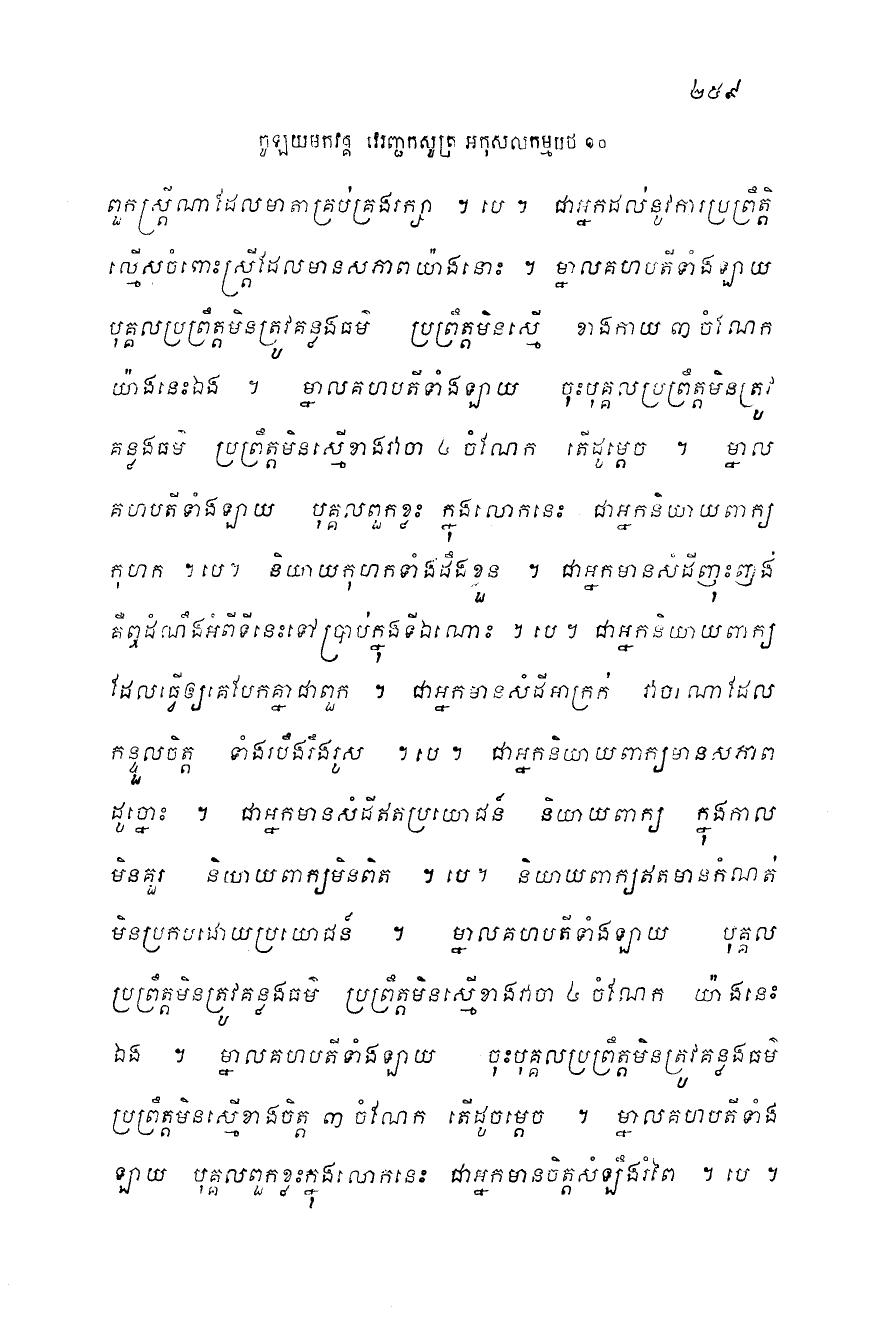 ២៥៩
ចូឡយមកវគ្គ វេរញ្ជកសូត្រ អកុសលកម្មបថ ១០
ពួកស្ត្រីណាដែលមាតាគ្រប់គ្រងរក្សា ។ បេ ។ ជាអ្នកដល់នូវការប្រព្រឹត្តិ
ល្មើសចំពោះស្ត្រីដែលមានសភាពយ៉ាងនោះ ។ ម្នាលគហបតីទាំងឡាយ
បុគ្គលប្រព្រឹត្តមិនត្រូវគន្លងធម៌ ប្រព្រឹត្តមិនស្មើ ខាងកាយ ៣ ចំណែក
យ៉ាងនេះឯង ។ ម្នាលគហបតីទាំងឡាយ ចុះបុគ្គលប្រព្រឹត្តមិនត្រូវ
គន្លងធម៌ ប្រព្រឹត្តមិនស្មើខាងវាចា ៤ ចំណែក តើដូម្តេច ។ ម្នាល
គហបតីទាំងឡាយ បុគ្គលពួកខ្លះ ក្នុងលោកនេះ ជាអ្នកនិយាយពាក្យ
កុហក ។ បេ ។ និយាយកុហកទាំងដឹងខ្លួន ។ ជាអ្នកមានសំដីញុះញង់
គឺឮដំណឹងអំពីទីនេះទៅប្រាប់ក្នុងទីឯណោះ ។ បេ ។ ជាអ្នកនិយាយពាក្យ
ដែលធ្វើឲ្យគេបែកគ្នាជាពួក ។ ជាអ្នកមានសំដីអាក្រក់ វាចាណាដែល
កន្ទួលចិត្ត ទាំងរបឹងរឹងរូស ។ បេ ។ ជាអ្នកនិយាយពាក្យមានសភាព
ដូច្នោះ ។ ជាអ្នកមានសំដីឥតប្រយោជន៍ និយាយពាក្យ ក្នុងកាល
មិនគួរ និយាយពាក្យមិនពិត ។ បេ ។ និយាយពាក្យឥតមានកំណត់
មិនប្រកបដោយប្រយោជន៍ ។ ម្នាលគហបតីទាំងឡាយ បុគ្គល
ប្រព្រឹត្តមិនត្រូវគន្លងធម៌ ប្រព្រឹត្តមិនស្មើខាងវាចា ៤ ចំណែក យ៉ាងនេះ
ឯង ។ ម្នាលគហបតីទាំងឡាយ ចុះបុគ្គលប្រព្រឹត្តមិនត្រូវគន្លងធម៌
ប្រព្រឹត្តមិនស្មើខាងចិត្ត ៣ ចំណែក តើដូចម្តេច ។ ម្នាលគហបតីទាំង
ឡាយ បុគ្គលពួកខ្លះក្នុងលោកនេះ ជាអ្នកមានចិត្តសំឡឹងរំពៃ ។ បេ ។